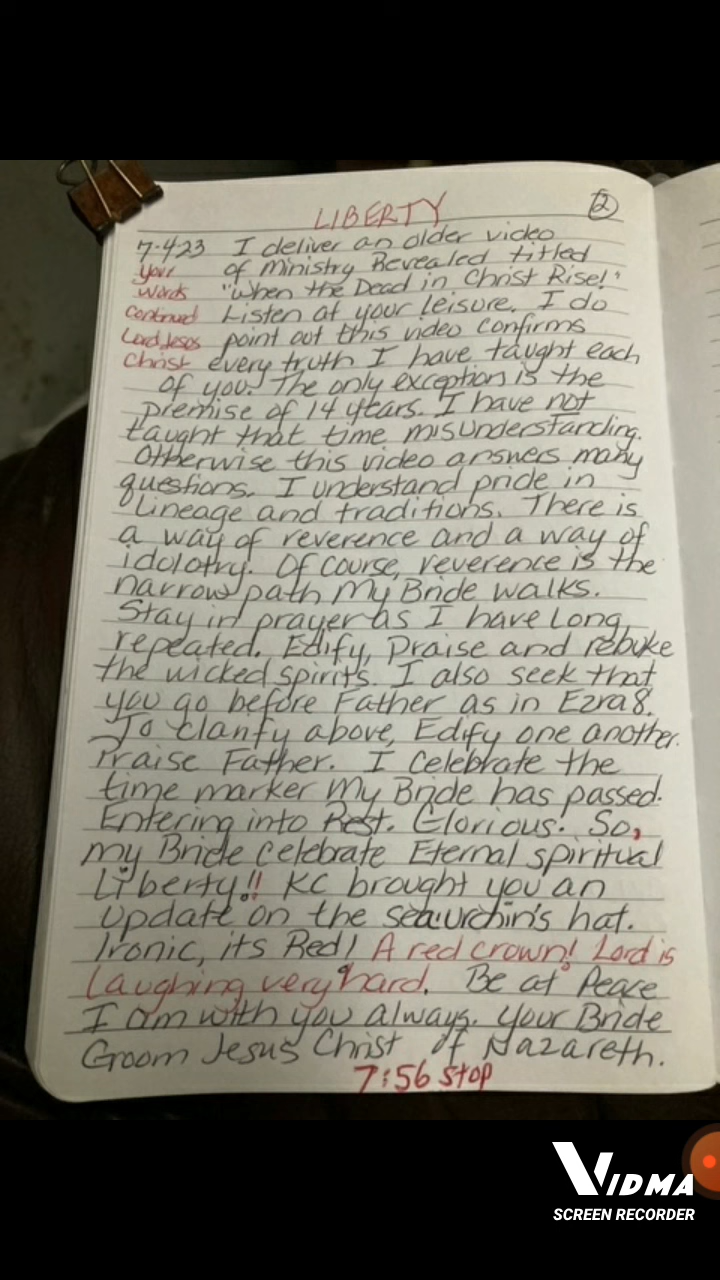 LIBERTY 2
7-423 I deliver an older video
your of Ministry Revealed titled
words "When the Dead in Christ Rise!"
continued Listen at your leisure. I do
Lord Jesus point out this video confirms
Christ every truth I have taught each
of you. The only exception is the
premise of 14 years. I have not
taught that time misunderstanding.
Otherwise this video answers many
questions. I understand pride in
Lineage and traditions. There is
a way of reverence and a way of
idolotry. Of course, reverence is the
narrow path My Bride walks.
Stay in prayer as I have long
repeated. Edify, Praise and rebuke
the wicked spirits. I also seek that
you go before Father as in Ezra 8.
To clarify above, Edify one another.
Praise Father. I celebrate the
time marker My Bride has passed.
Entering into Rest. Glorious. So,
my Bride celebrate Eternal spiritual
Liberty!! KC brought you an
update on the sea urchin's hat.
Ironic, its Red! A red crown! Lord is
laughing very hard. Be at Peace
I am with you always. Your Bride
Groom Jesus Christ of Nazareth.
7:56 stop
VIDMA
SCREEN RECORDER